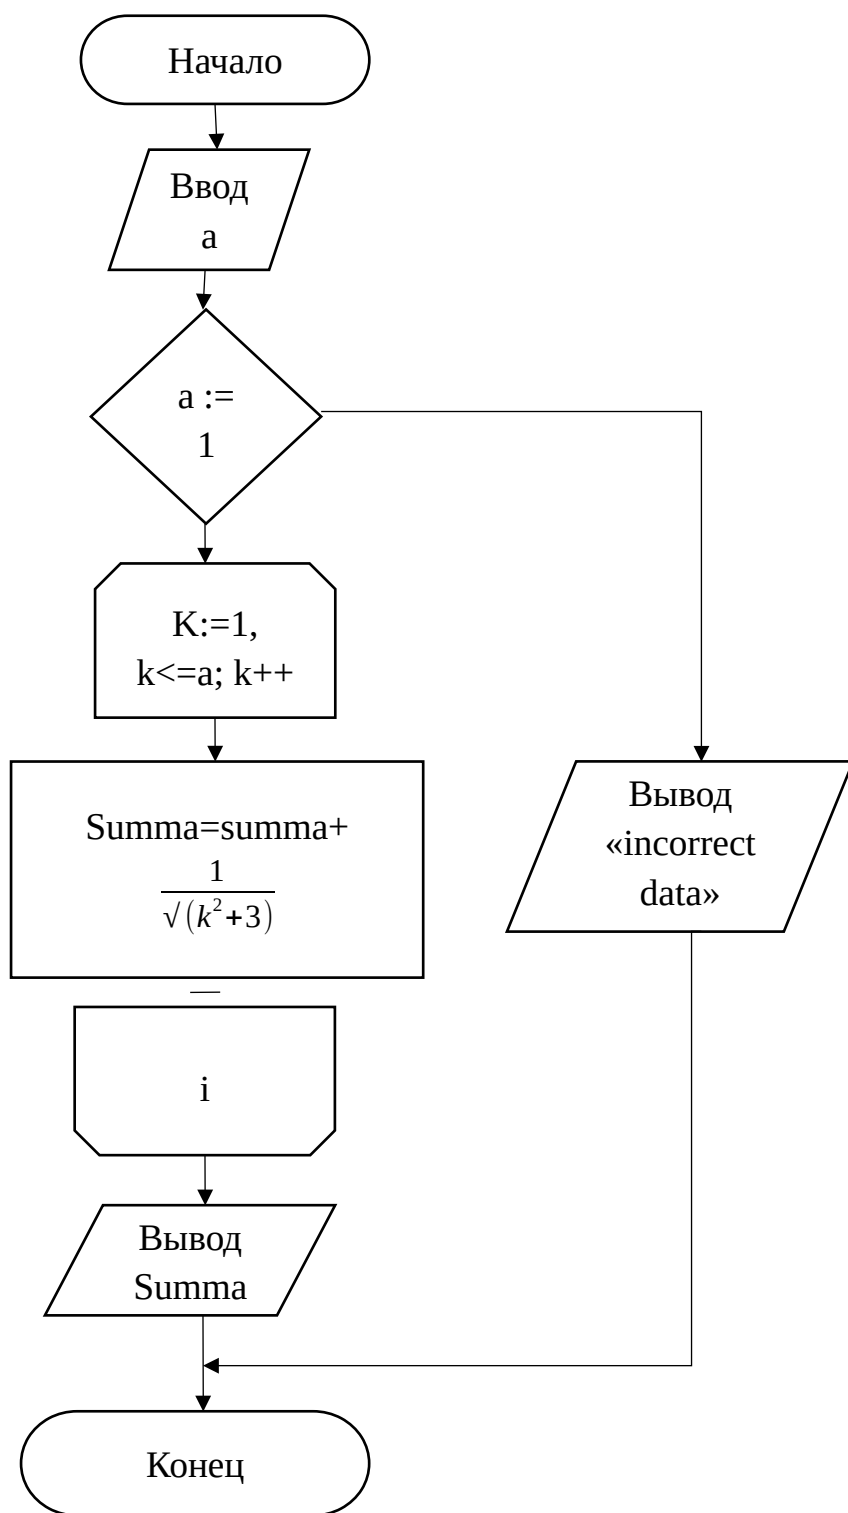 Начало
Ввод
a
a :=
1
K:=1,
k<=a; k++
Summa=summa+
1
√(k²+3)
Вывод
«incorrect
data»
i
Вывод
Summa
Конец